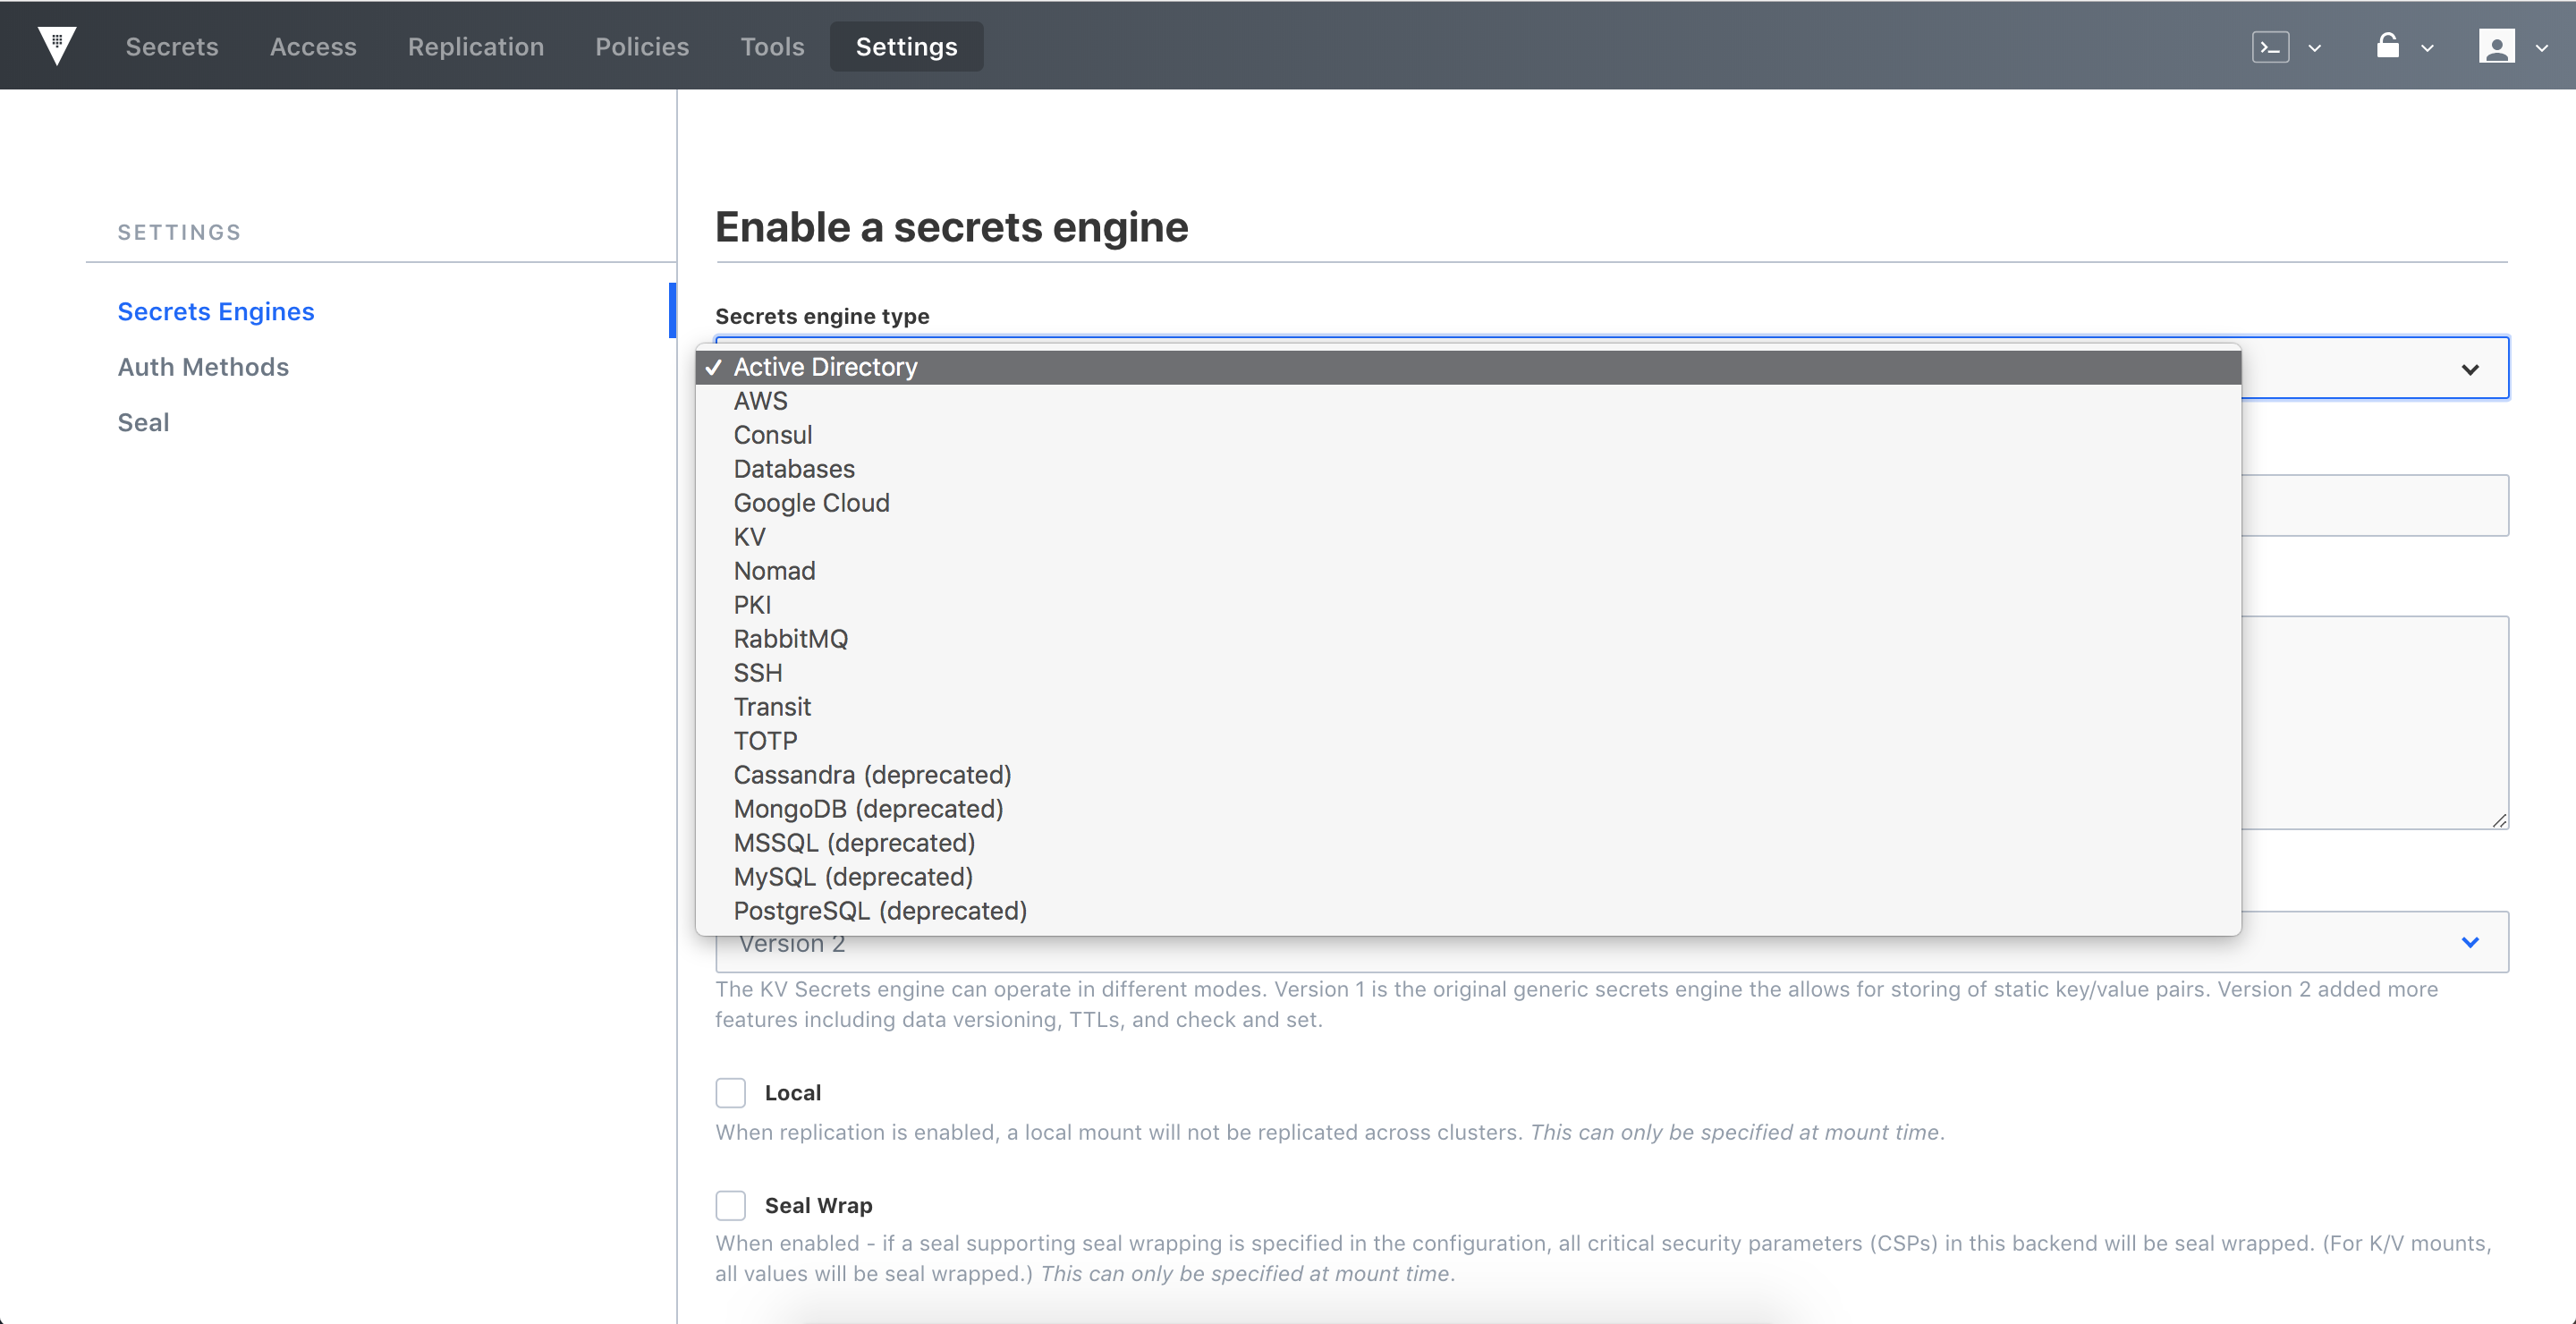 Secrets
Access
Replication
Policies
Tools
Settings
SETTINGS
Secrets Engines
Auth Methods
Seal
Enable a secrets engine
Secrets engine type
✓ Active Directory
AWS
Consul
Databases
Google Cloud
KV
Nomad
PKI
RabbitMQ
SSH
Transit
TOTP
Cassandra (deprecated)
MongoDB (deprecated)
MSSQL (deprecated)
MySQL (deprecated)
PostgreSQL (deprecated)
Version 2
The KV Secrets engine can operate in different modes. Version 1 is the original generic secrets engine the allows for storing of static key/value pairs. Version 2 added more
features including data versioning, TTLs, and check and set.
Local
When replication is enabled, a local mount will not be replicated across clusters. This can only be specified at mount time.
Seal Wrap
When enabled - if a seal supporting seal wrapping is specified in the configuration, all critical security parameters (CSPs) in this backend will be seal wrapped. (For K/V mounts,
all values will be seal wrapped.) This can only be specified at mount time.